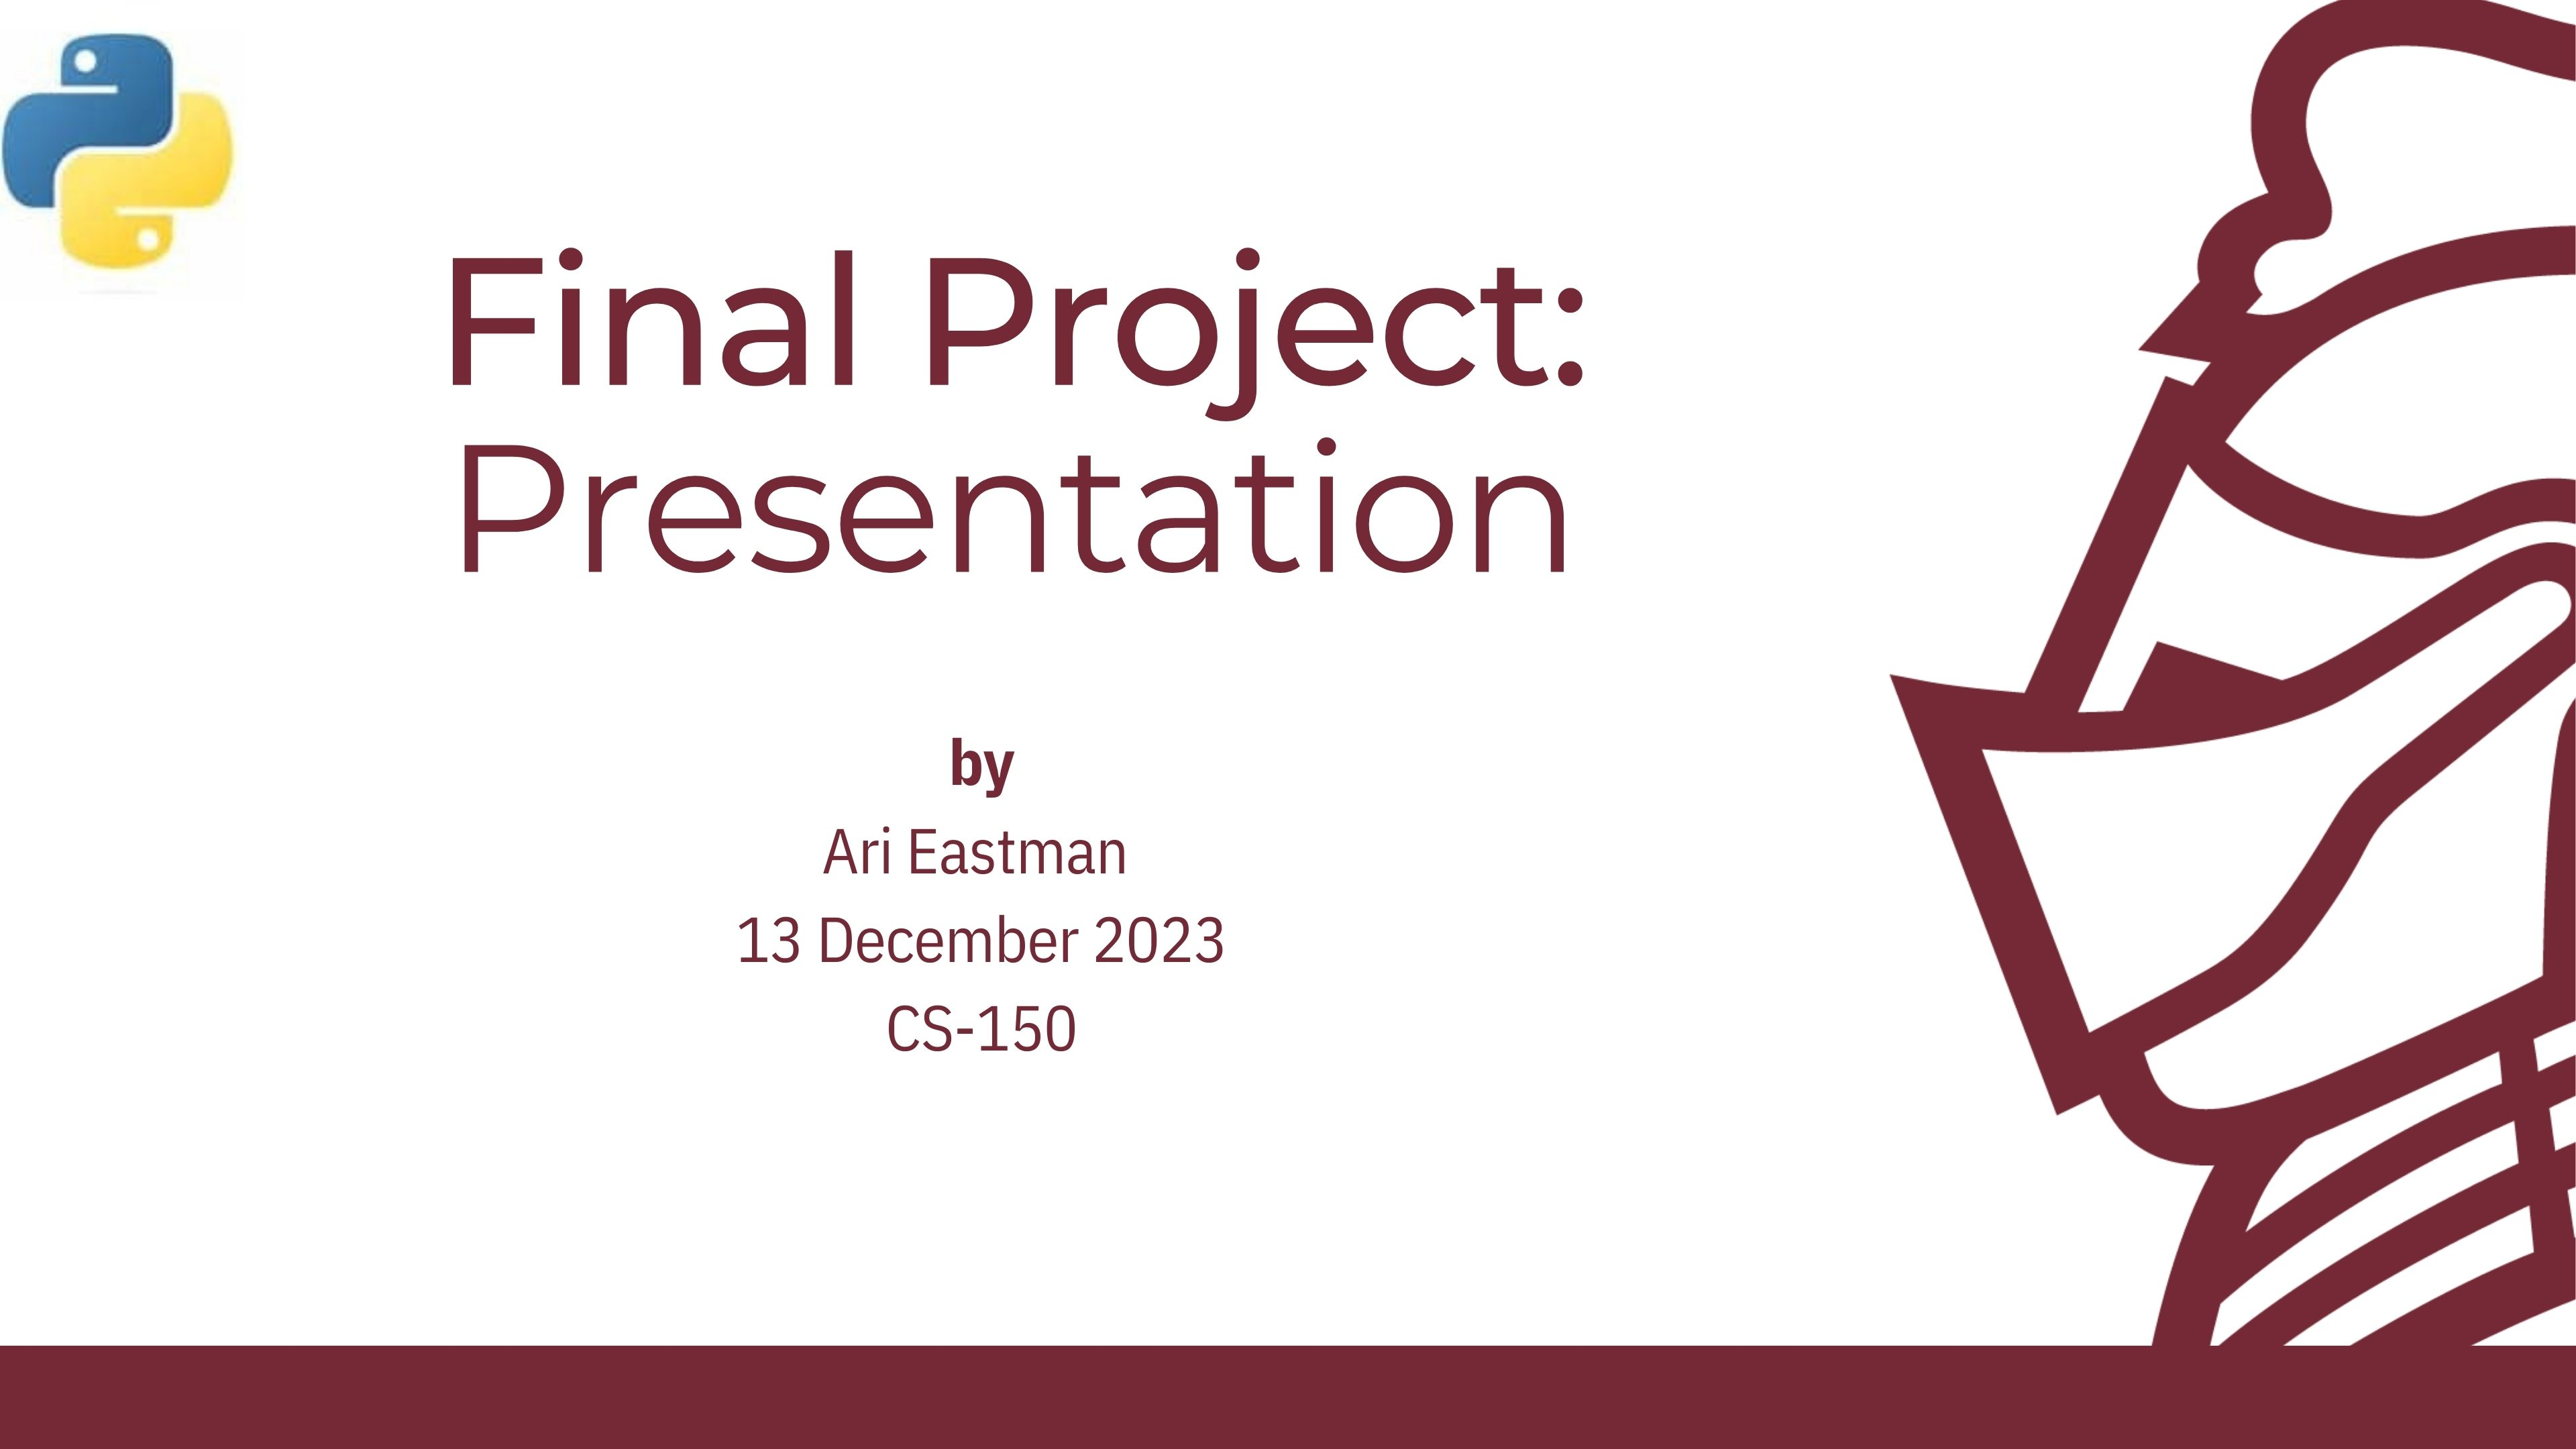 Final Project:
Presentation
by
Ari Eastman
13 December 2023
CS-150